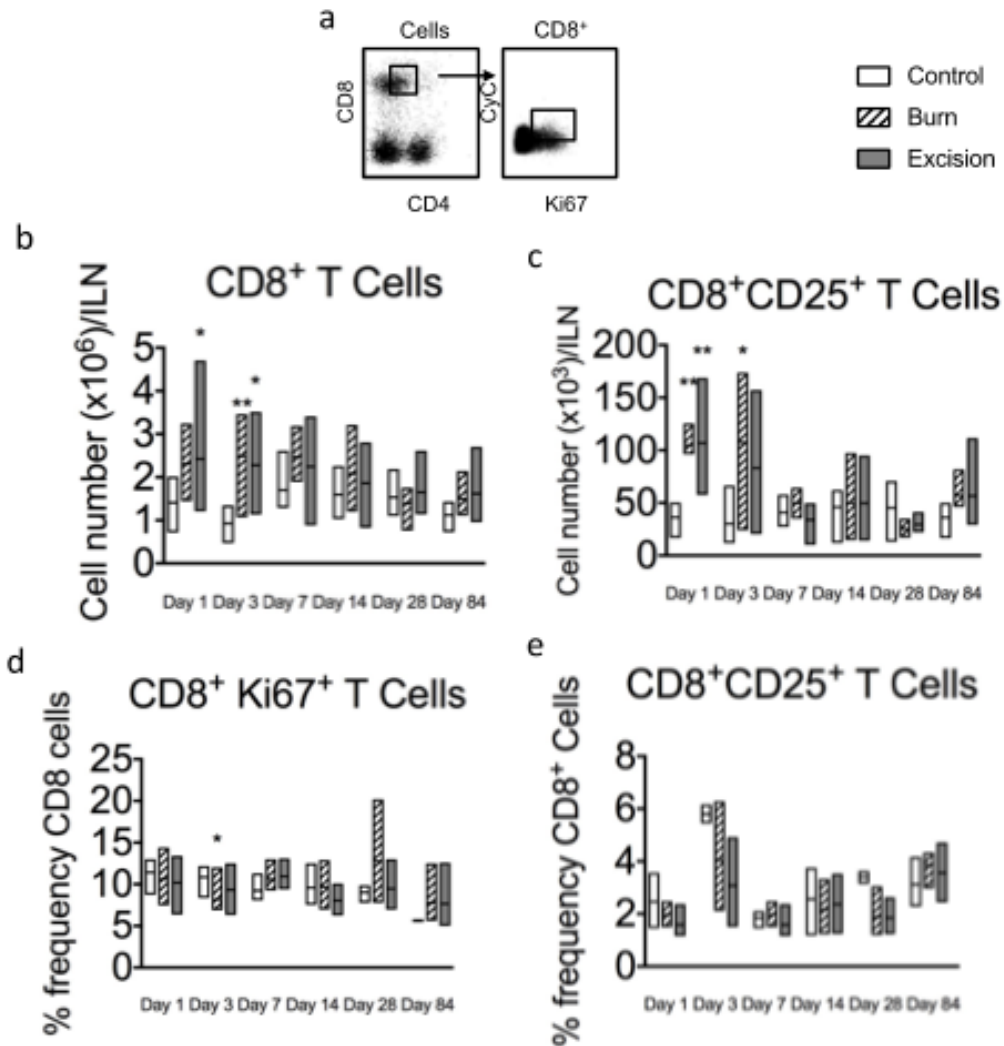 a
Cells
CD8⁺
CD8
CyC
CD4
Ki67
Control
Burn
Excision
b
CD8⁺ T Cells
Cell number (x10⁶)/ILN
5
4
3
2
1
0
*
**
*
Day 1 Day 3 Day 7 Day 14 Day 28 Day 84
c
CD8⁺CD25⁺ T Cells
Cell number (x10³)/ILN
200
150
100
50
0
**
**
*
Day 1 Day 3 Day 7 Day 14 Day 28 Day 84
d
CD8⁺ Ki67⁺ T Cells
% frequency CD8 cells
25
20
15
10
5
0
*
Day 1 Day 3 Day 7 Day 14 Day 28 Day 84
e
CD8⁺CD25⁺ T Cells
% frequency CD8⁺ Cells
8
6
4
2
0
Day 1 Day 3 Day 7 Day 14 Day 28 Day 84